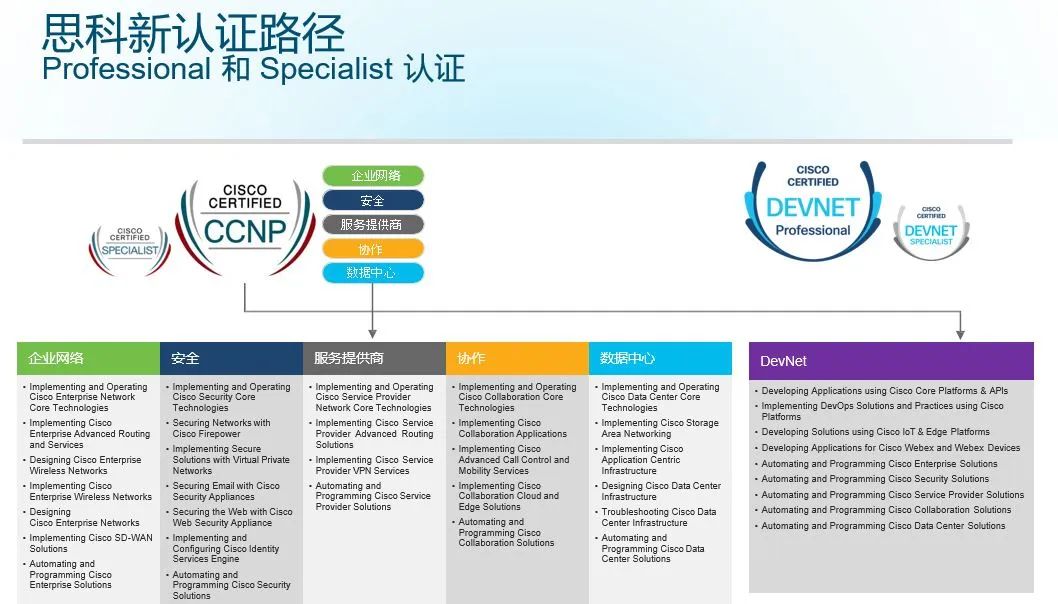 思科新认证路径
Professional 和 Specialist 认证
CISCO
CERTIFIED
SPECIALIST
CISCO
CERTIFIED
CCNP
企业网络
安全
服务提供商
协作
数据中心
CISCO
CERTIFIED
DEVNET
Professional
CISCO
CERTIFIED
DEVNET
SPECIALIST
企业网络
• Implementing and Operating
Cisco Enterprise Network
Core Technologies
• Implementing Cisco
Enterprise Advanced Routing
and Services
• Designing Cisco Enterprise
Wireless Networks
• Implementing Cisco
Enterprise Wireless Networks
• Designing
Cisco Enterprise Networks
• Implementing Cisco SD-WAN
Solutions
• Automating and
Programming Cisco
Enterprise Solutions
安全
• Implementing and Operating
Cisco Security Core
Technologies
• Securing Networks with
Cisco Firepower
• Implementing Secure
Solutions with Virtual Private
Networks
• Securing Email with Cisco
Security Appliances
• Securing the Web with Cisco
Web Security Appliance
• Implementing and
Configuring Cisco Identity
Services Engine
• Automating and
Programming Cisco Security
Solutions
服务提供商
• Implementing and Operating
Cisco Service Provider
Network Core Technologies
• Implementing Cisco Service
Provider Advanced Routing
Solutions
• Implementing Cisco Service
Provider VPN Services
• Automating and
Programming Cisco Service
Provider Solutions
协作
• Implementing and Operating
Cisco Collaboration Core
Technologies
• Implementing Cisco
Collaboration Applications
• Implementing Cisco
Advanced Call Control and
Mobility Services
• Implementing Cisco
Collaboration Cloud and
Edge Solutions
• Automating and
Programming Cisco
Collaboration Solutions
数据中心
• Implementing and Operating
Cisco Data Center Core
Technologies
• Implementing Cisco Storage
Area Networking
• Implementing Cisco
Application Centric
Infrastructure
• Designing Cisco Data Center
Infrastructure
• Troubleshooting Cisco Data
Center Infrastructure
• Automating and
Programming Cisco Data
Center Solutions
DevNet
• Developing Applications using Cisco Core Platforms & APIs
• Implementing DevOps Solutions and Practices using Cisco
Platforms
• Developing Solutions using Cisco IoT & Edge Platforms
• Developing Applications for Cisco Webex and Webex Devices
• Automating and Programming Cisco Enterprise Solutions
• Automating and Programming Cisco Security Solutions
• Automating and Programming Cisco Service Provider Solutions
• Automating and Programming Cisco Collaboration Solutions
• Automating and Programming Cisco Data Center Solutions